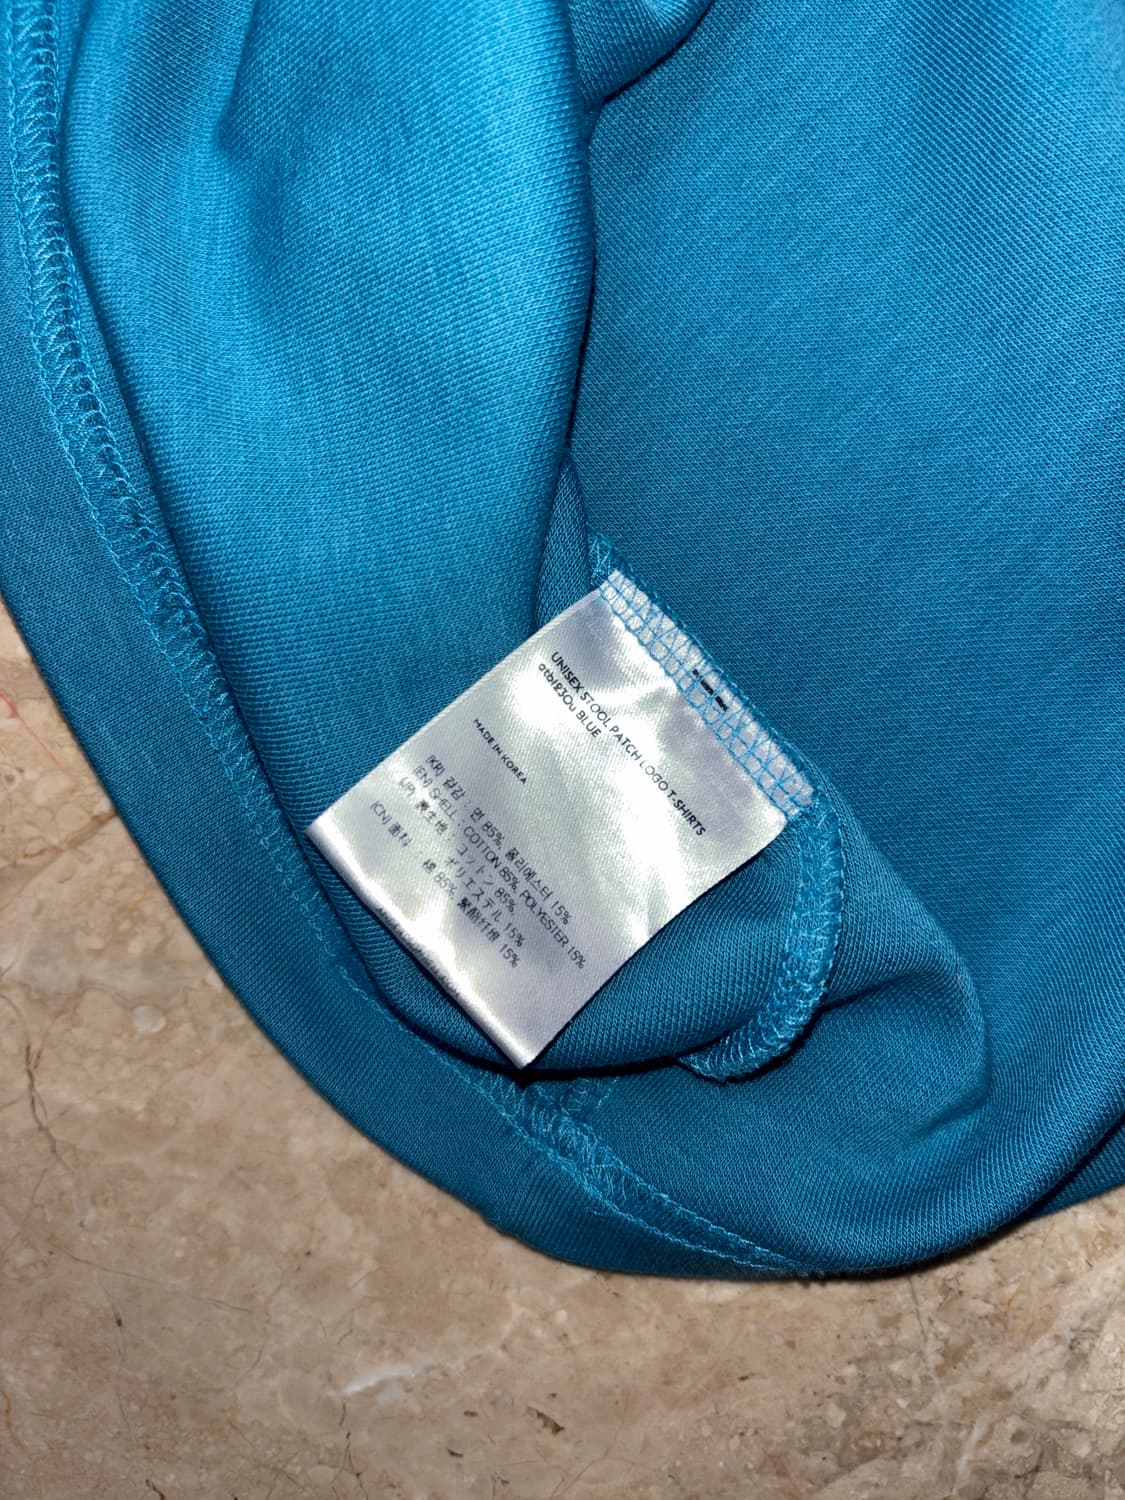 UNISEX STOOL PATCH LOGO T-SHIRTS
atb1230u BLUE
MADE IN KOREA
(KR) 겉감 : 면 85%, 폴리에스터 15%
(EN) SHELL : COTTON 85%, POLYESTER 15%
(JP) 表生地 : コットン 85%,
ポリエステル 15%
(CN) 面料 : 棉 85%, 聚酯纤维 15%